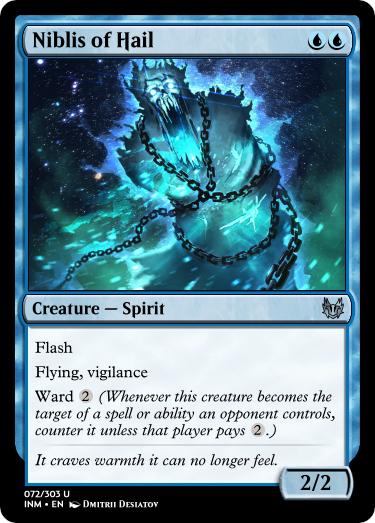 Niblis of Hail
Creature — Spirit
Flash
Flying, vigilance
Ward 2 (Whenever this creature becomes the
target of a spell or ability an opponent controls,
counter it unless that player pays 2.)
It craves warmth it can no longer feel.
2/2
072/303 U
INM • EN Dmitrii Desiatov